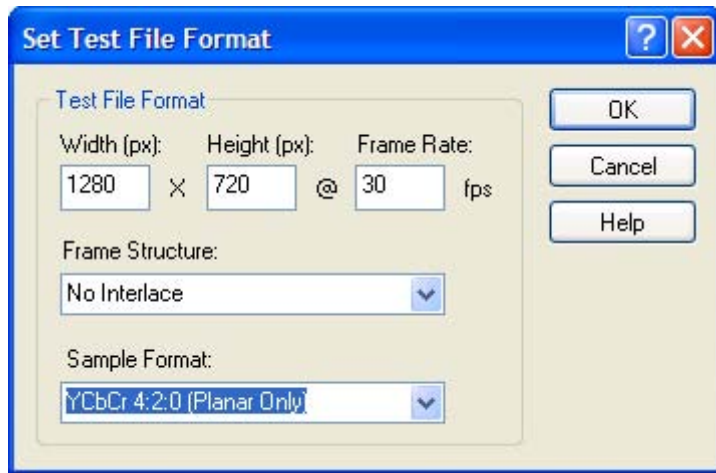 Set Test File Format
Test File Format
Width (px): Height (px): Frame Rate:
1280 X 720 @ 30 fps
Frame Structure:
No Interlace
Sample Format:
YCbCr 4:2:0 (Planar Only)
OK
Cancel
Help